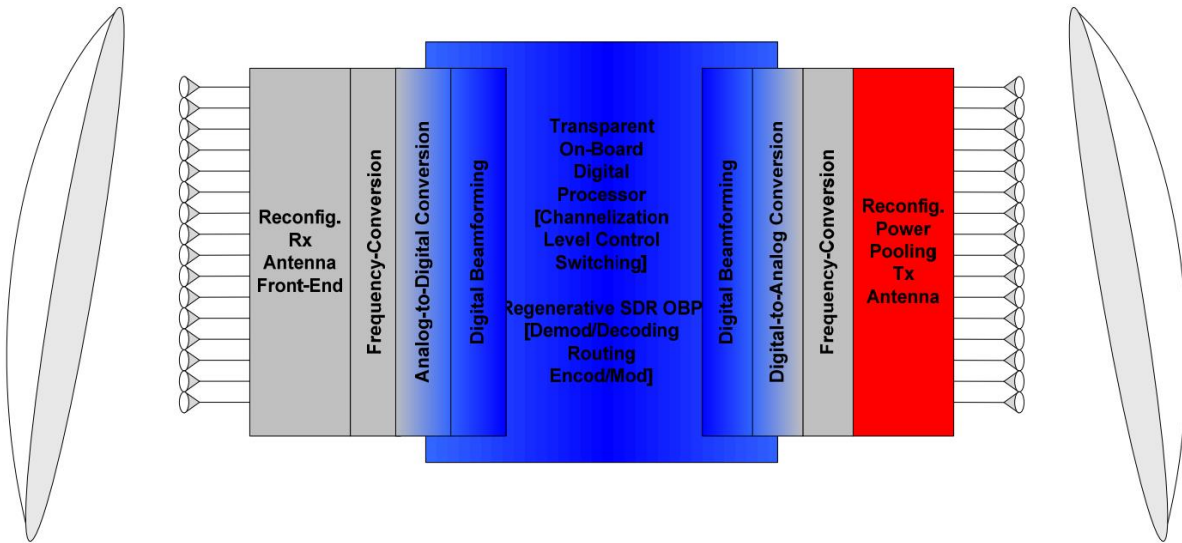 Reconfig.
Rx
Antenna
Front-End
Frequency-Conversion
Analog-to-Digital Conversion
Digital Beamforming
Transparent
On-Board
Digital
Processor
[Channelization
Level Control
Switching]
Regenerative SDR OBP
[Demod/Decoding
Routing
Encod/Mod]
Digital Beamforming
Digital-to-Analog Conversion
Frequency-Conversion
Reconfig.
Power
Pooling
Tx
Antenna